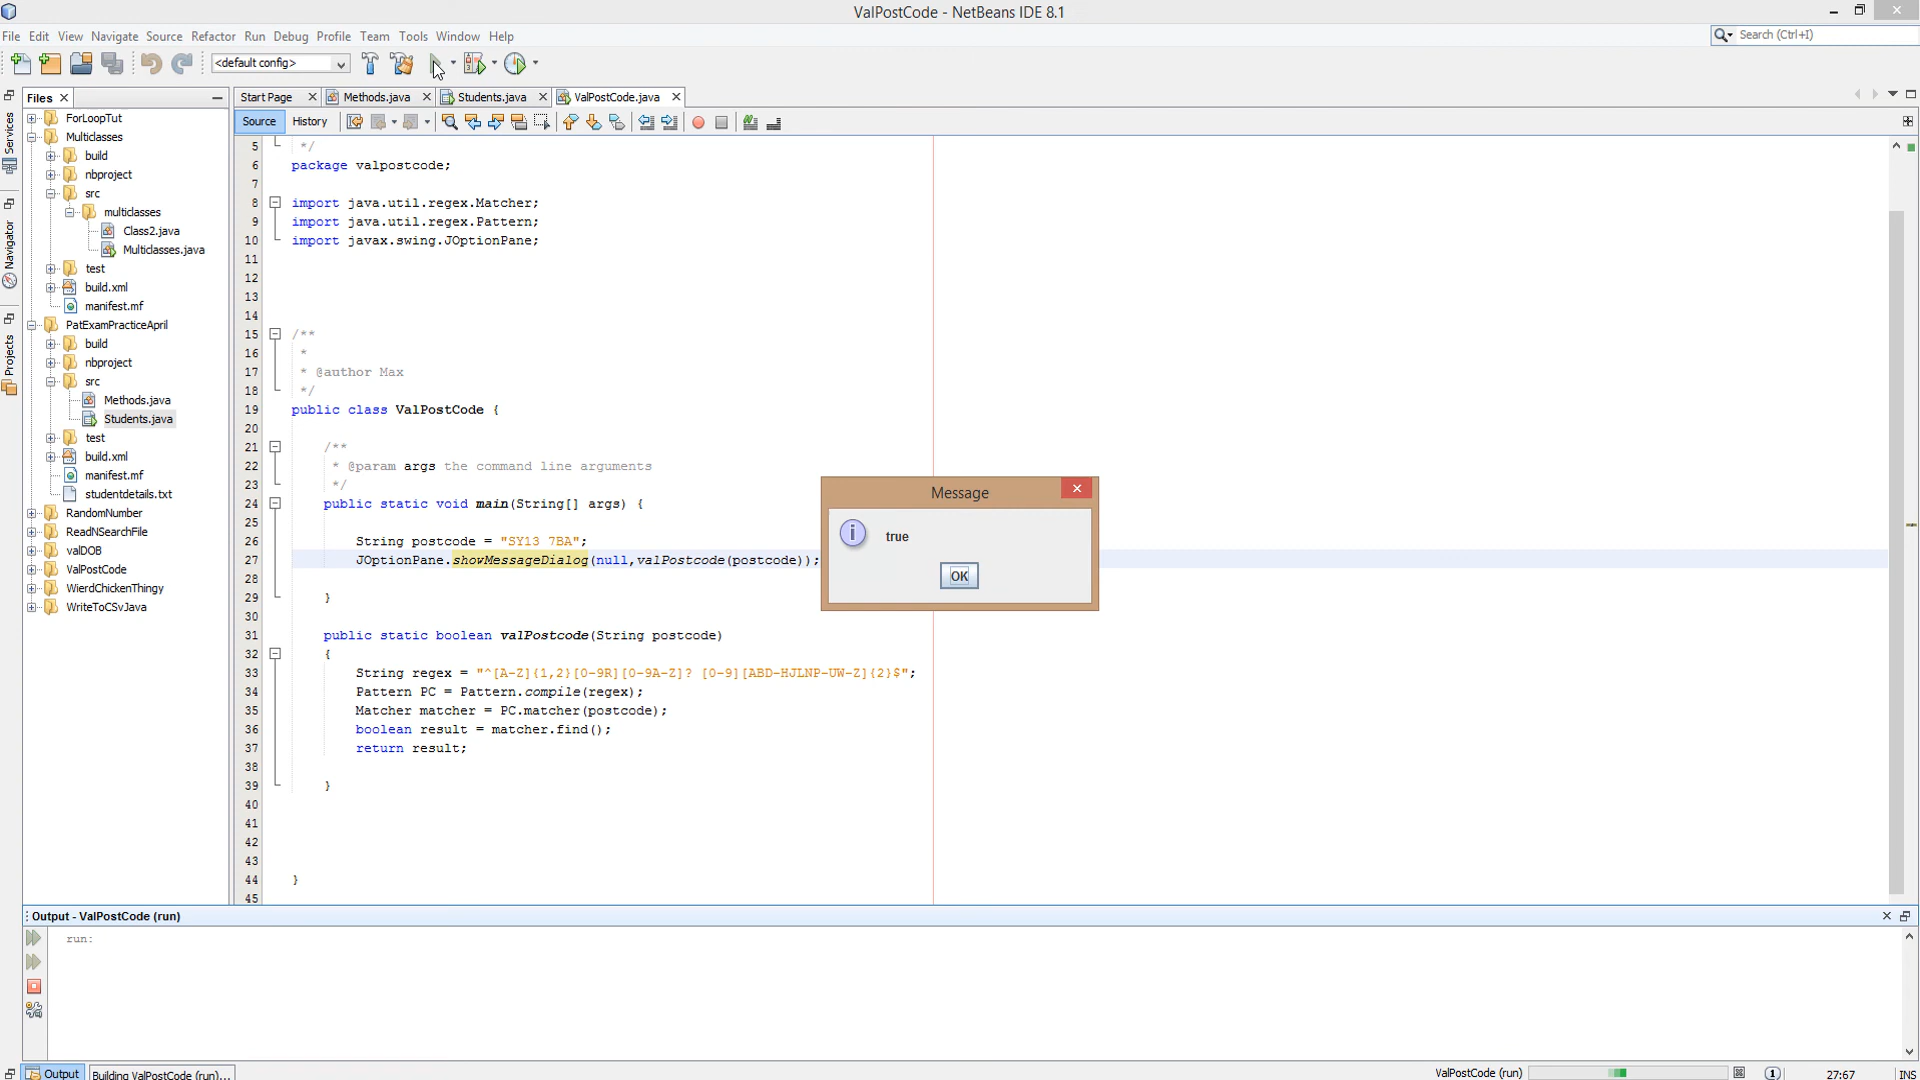 ValPostCode - NetBeans IDE 8.1
File Edit View Navigate Source Refactor Run Debug Profile Team Tools Window Help
Search (Ctrl+I)
<default config>
Files
Start Page Methods.java Students.java ValPostCode.java
Source History
Services
Navigator
Projects
ForLoopTut
Multiclasses
build
nbproject
src
multiclasses
Class2.java
Multiclasses.java
test
build.xml
manifest.mf
PatExamPracticeApril
build
nbproject
src
Methods.java
Students.java
test
build.xml
manifest.mf
studentdetails.txt
RandomNumber
ReadNSearchFile
valDOB
ValPostCode
WierdChickenThingy
WriteToCSvJava
5 */
6 package valpostcode;
7
8 import java.util.regex.Matcher;
9 import java.util.regex.Pattern;
10 import javax.swing.JOptionPane;
11
12
13
14
15 /**
16 *
17 * @author Max
18 */
19 public class ValPostCode {
20
21 /**
22 * @param args the command line arguments
23 */
24 public static void main(String[] args) {
25
26 String postcode = "SY13 7BA";
27 JOptionPane.showMessageDialog(null,valPostcode(postcode));
28
29 }
30
31 public static boolean valPostcode(String postcode)
32 {
33 String regex = "^[A-Z]{1,2}[0-9R][0-9A-Z]? [0-9][ABD-HJLNP-UW-Z]{2}$";
34 Pattern PC = Pattern.compile(regex);
35 Matcher matcher = PC.matcher(postcode);
36 boolean result = matcher.find();
37 return result;
38
39 }
40
41
42
43
44 }
45
Message
true
OK
Output - ValPostCode (run)
run:
Output
Building ValPostCode (run)...
ValPostCode (run)
1
27:67
INS